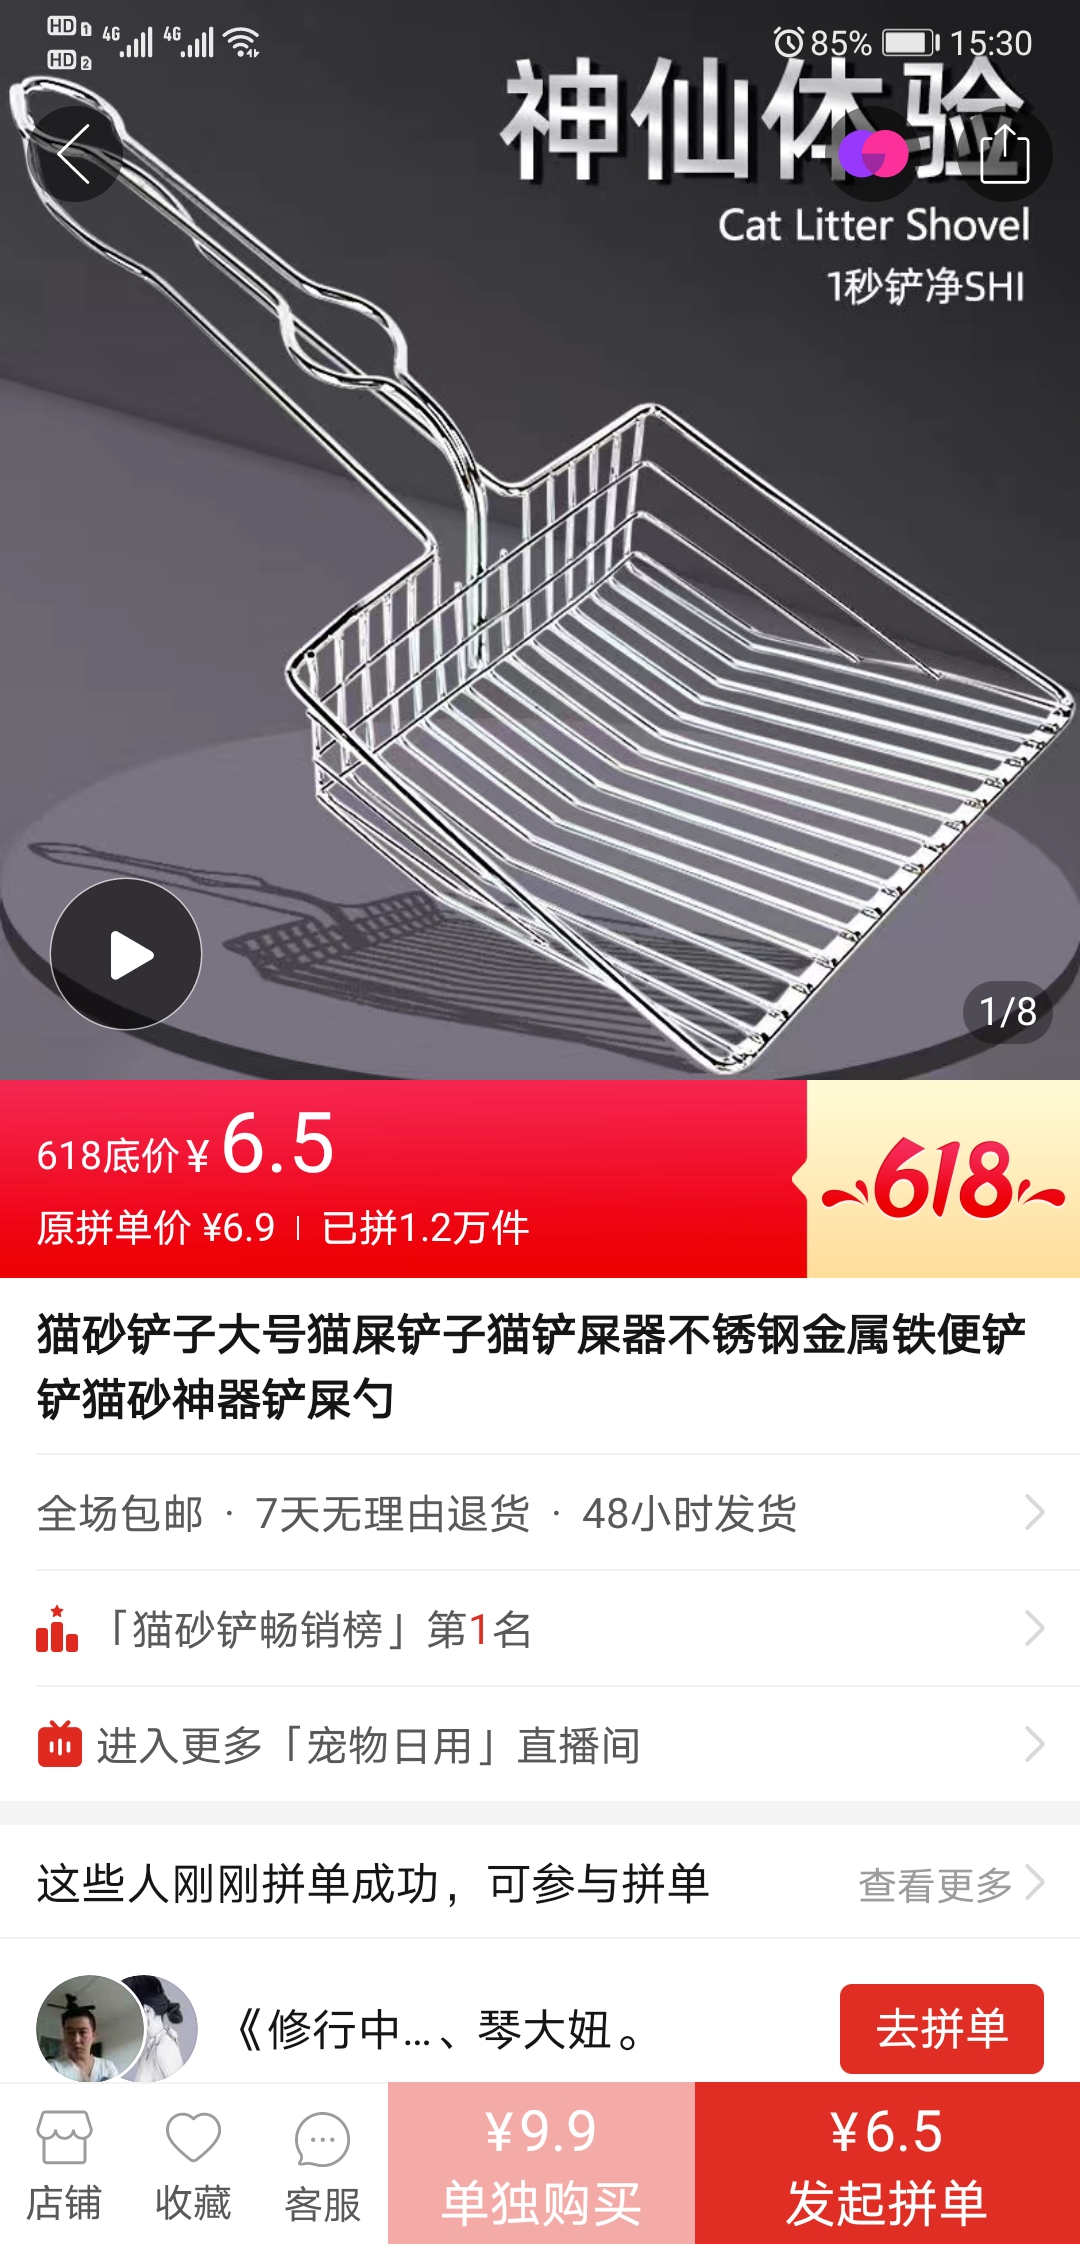 HD 1 4G 4G
HD 2
85% 15:30
神仙体验
Cat Litter Shovel
1秒铲净SHI
1/8
618底价¥6.5
原拼单价 ¥6.9 已拼1.2万件
618
猫砂铲子大号猫屎铲子猫铲屎器不锈钢金属铁便铲
铲猫砂神器铲屎勺
全场包邮 · 7天无理由退货 · 48小时发货
「猫砂铲畅销榜」第1名
进入更多「宠物日用」直播间
这些人刚刚拼单成功，可参与拼单 查看更多
《修行中...、琴大妞。 去拼单
¥9.9 ¥6.5
店铺 收藏 客服 单独购买 发起拼单